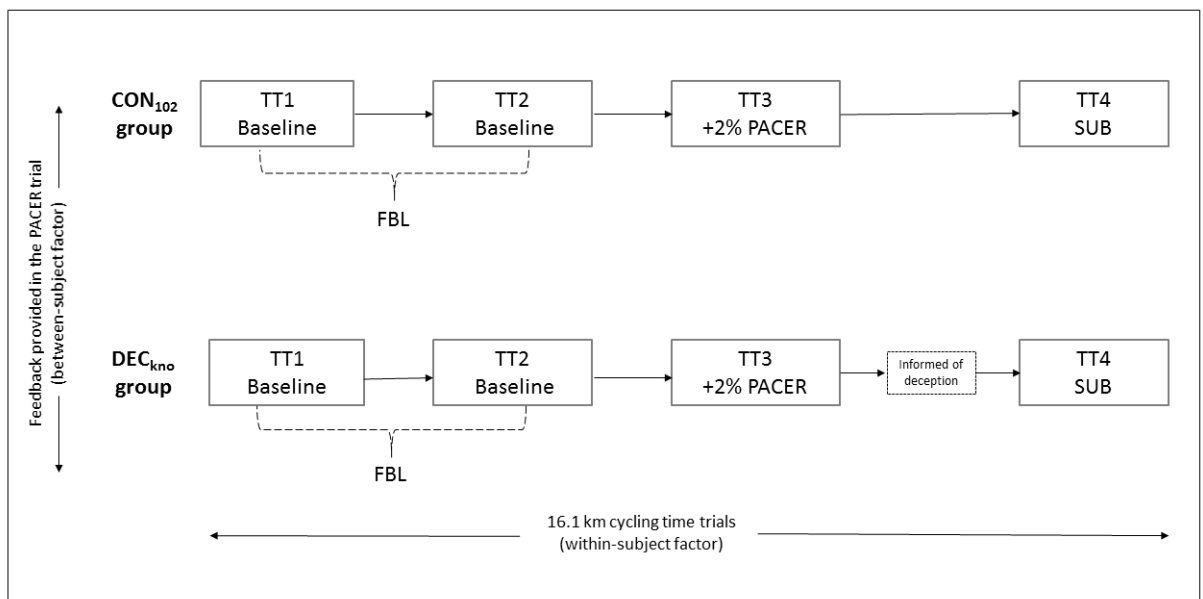 Feedback provided in the PACER trial
(between-subject factor)
CON102
group
TT1
Baseline
TT2
Baseline
TT3
+2% PACER
TT4
SUB
FBL
DECkno
group
TT1
Baseline
TT2
Baseline
TT3
+2% PACER
Informed of
deception
TT4
SUB
FBL
16.1 km cycling time trials
(within-subject factor)